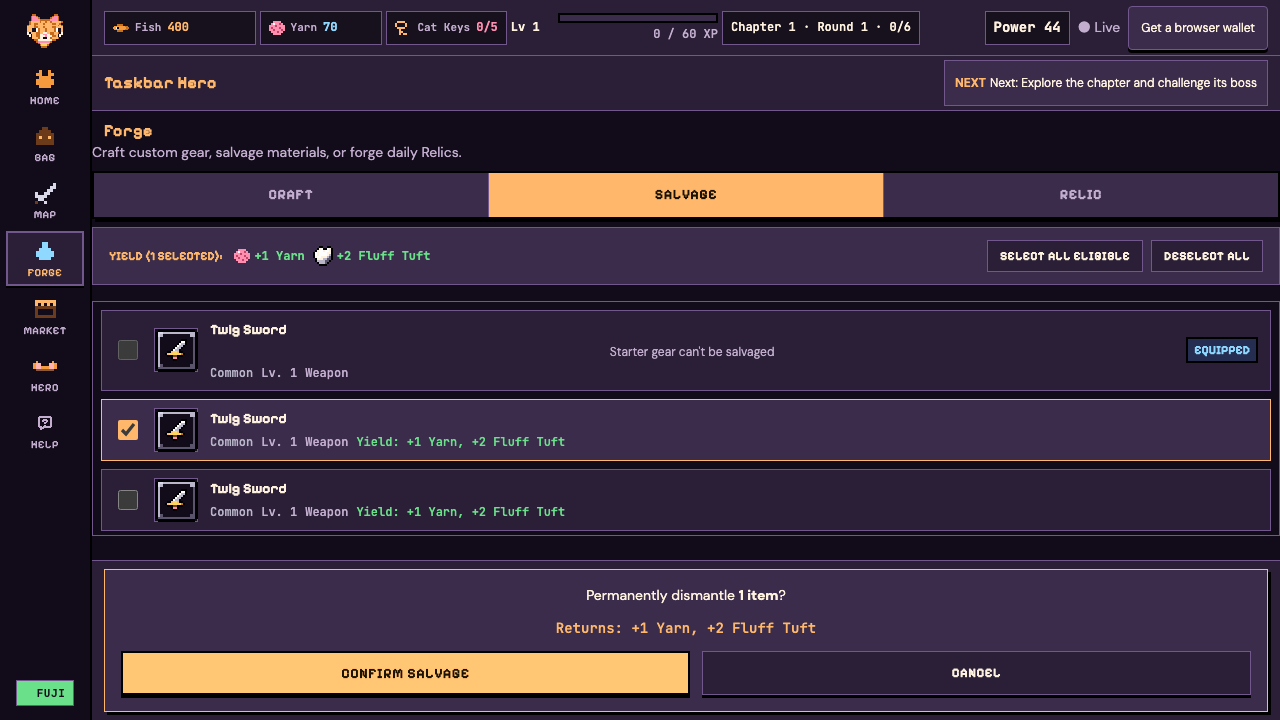 Fish 400
Yarn 70
Cat Keys 0/5
Lv 1
0 / 60 XP
Chapter 1 · Round 1 · 0/6
Power 44
Live
Get a browser wallet
HOME
BAG
MAP
FORGE
MARKET
HERO
HELP
FUJI
Taskbar Hero
NEXT Next: Explore the chapter and challenge its boss
Forge
Craft custom gear, salvage materials, or forge daily Relics.
CRAFT
SALVAGE
RELIC
YIELD (1 SELECTED):
+1 Yarn
+2 Fluff Tuft
SELECT ALL ELIGIBLE
DESELECT ALL
Twig Sword
Common Lv. 1 Weapon
Starter gear can't be salvaged
EQUIPPED
Twig Sword
Common Lv. 1 Weapon Yield: +1 Yarn, +2 Fluff Tuft
Twig Sword
Common Lv. 1 Weapon Yield: +1 Yarn, +2 Fluff Tuft
Permanently dismantle 1 item?
Returns: +1 Yarn, +2 Fluff Tuft
CONFIRM SALVAGE
CANCEL